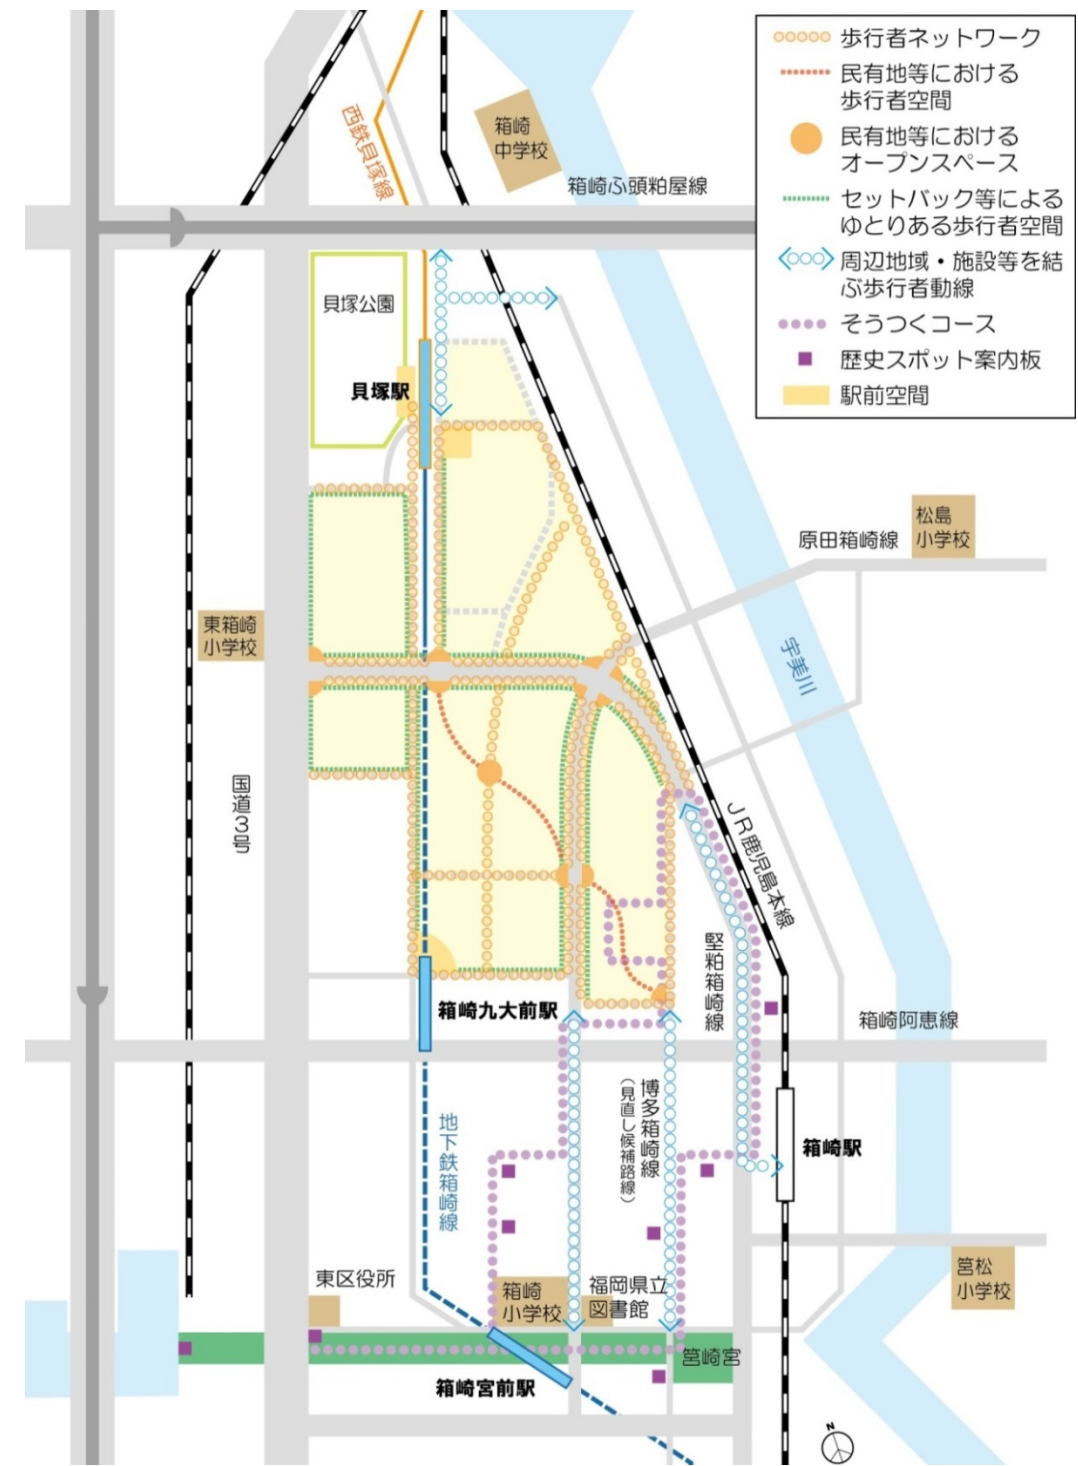 歩行者ネットワーク
民有地等における
歩行者空間
民有地等における
オープンスペース
セットバック等による
ゆとりある歩行者空間
周辺地域・施設等を結
ぶ歩行者動線
そうつくコース
歴史スポット案内板
駅前空間
西鉄貝塚線
箱崎
中学校
箱崎ふ頭粕屋線
貝塚公園
貝塚駅
松島
小学校
原田箱崎線
東箱崎
小学校
宇美川
国道3号
JR鹿児島本線
堅粕箱崎線
箱崎九大前駅
箱崎阿恵線
博多箱崎線
(見直し候補路線)
地下鉄箱崎線
箱崎駅
東区役所
箱崎
小学校
福岡県立
図書館
筥松
小学校
筥崎宮
箱崎宮前駅
N